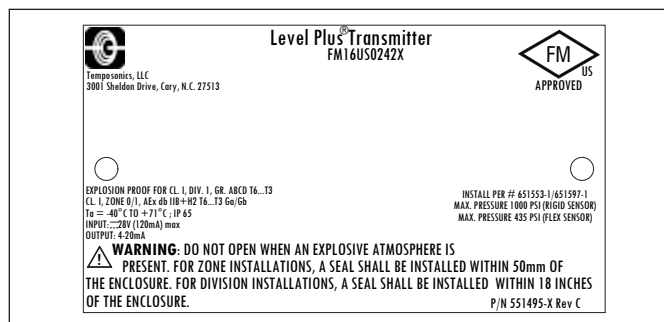 Level Plus® Transmitter
FM16US0242X
Temposonics, LLC
3001 Sheldon Drive, Cary, N.C. 27513
FM
US
APPROVED
EXPLOSION PROOF FOR CL. I, DIV. 1, GR. ABCD T6...T3
CL. I, ZONE 0/1, AEx db IIB+H2 T6...T3 Ga/Gb
Ta = -40°C TO +71°C ; IP 65
INPUT:⎓28V (120mA) max
OUTPUT: 4-20mA
INSTALL PER # 651553-1/651597-1
MAX. PRESSURE 1000 PSI (RIGID SENSOR)
MAX. PRESSURE 435 PSI (FLEX SENSOR)
WARNING: DO NOT OPEN WHEN AN EXPLOSIVE ATMOSPHERE IS
PRESENT. FOR ZONE INSTALLATIONS, A SEAL SHALL BE INSTALLED WITHIN 50mm OF
THE ENCLOSURE. FOR DIVISION INSTALLATIONS, A SEAL SHALL BE INSTALLED WITHIN 18 INCHES
OF THE ENCLOSURE.
P/N 551495-X Rev C